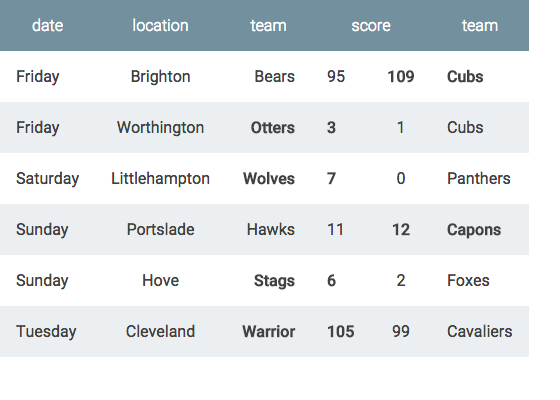 date location team score team
Friday Brighton Bears 95 109 Cubs
Friday Worthington Otters 3 1 Cubs
Saturday Littlehampton Wolves 7 0 Panthers
Sunday Portslade Hawks 11 12 Capons
Sunday Hove Stags 6 2 Foxes
Tuesday Cleveland Warrior 105 99 Cavaliers